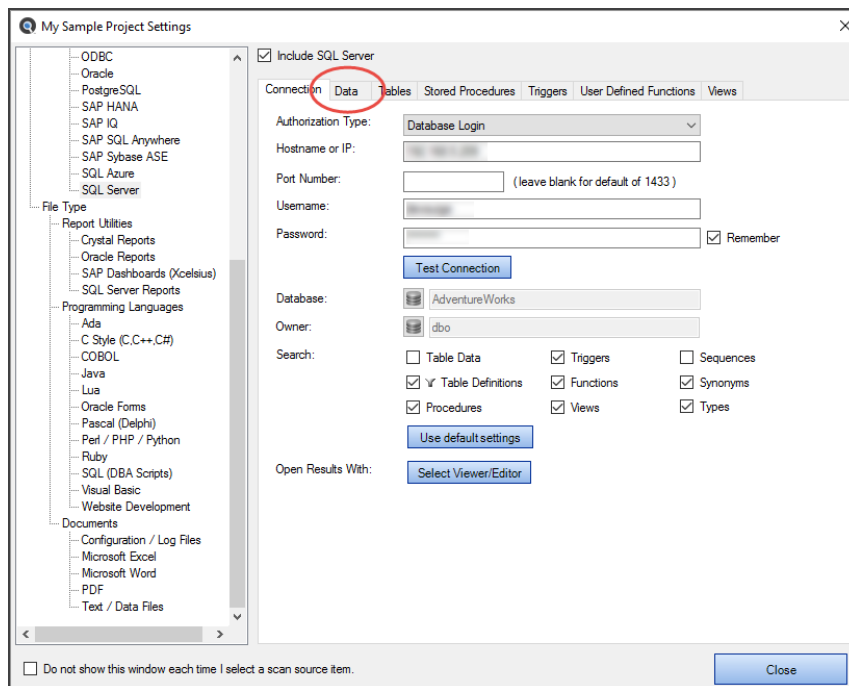 My Sample Project Settings
ODBC
Oracle
PostgreSQL
SAP HANA
SAP IQ
SAP SQL Anywhere
SAP Sybase ASE
SQL Azure
SQL Server
File Type
Report Utilities
Crystal Reports
Oracle Reports
SAP Dashboards (Xcelsius)
SQL Server Reports
Programming Languages
Ada
C Style (C,C++,C#)
COBOL
Java
Lua
Oracle Forms
Pascal (Delphi)
Perl / PHP / Python
Ruby
SQL (DBA Scripts)
Visual Basic
Website Development
Documents
Configuration / Log Files
Microsoft Excel
Microsoft Word
PDF
Text / Data Files
Include SQL Server
Connection Data Tables Stored Procedures Triggers User Defined Functions Views
Authorization Type: Database Login
Hostname or IP:
Port Number: (leave blank for default of 1433 )
Username:
Password: Remember
Test Connection
Database: AdventureWorks
Owner: dbo
Search: Table Data Triggers Sequences
Table Definitions Functions Synonyms
Procedures Views Types
Use default settings
Open Results With: Select Viewer/Editor
Do not show this window each time I select a scan source item.
Close